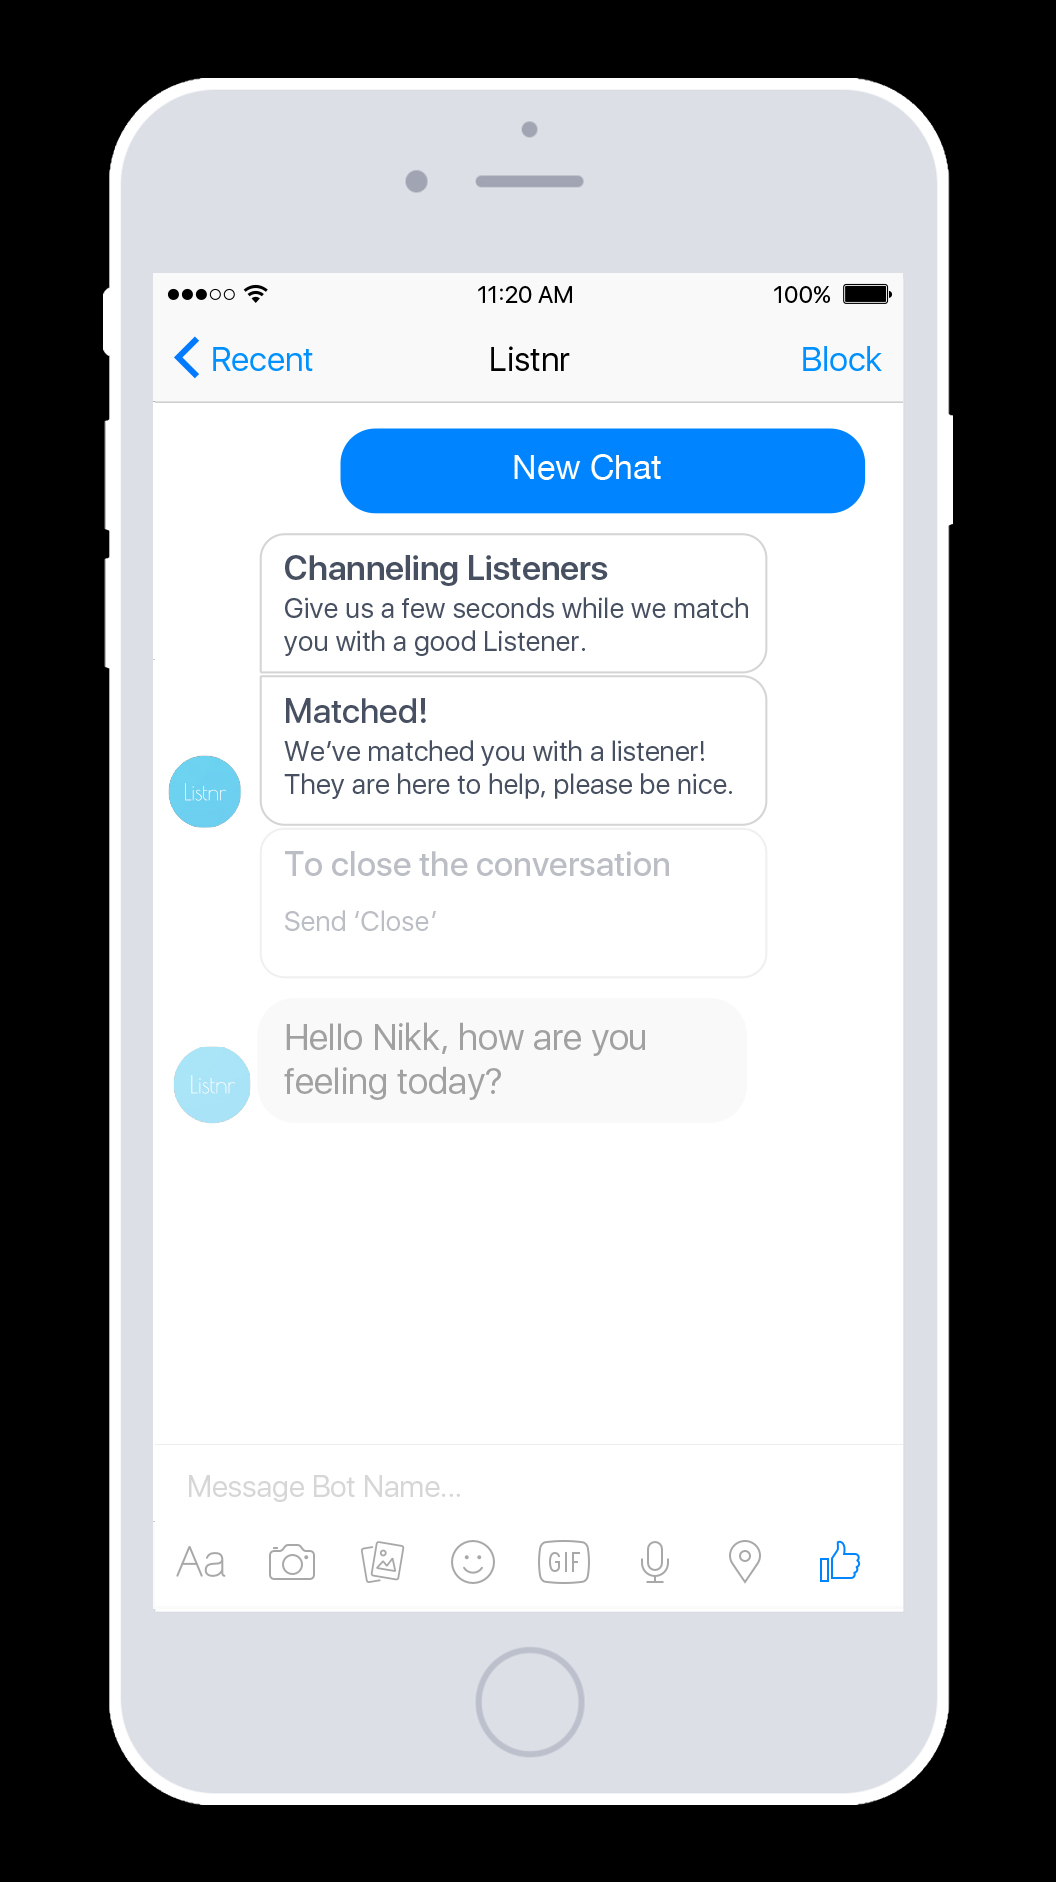 11:20 AM
100%
Recent
Listnr
Block
New Chat
Channeling Listeners
Give us a few seconds while we match
you with a good Listener.
Matched!
We’ve matched you with a listener!
They are here to help, please be nice.
Listnr
To close the conversation
Send ‘Close’
Hello Nikk, how are you
feeling today?
Listnr
Message Bot Name...
Aa
GIF